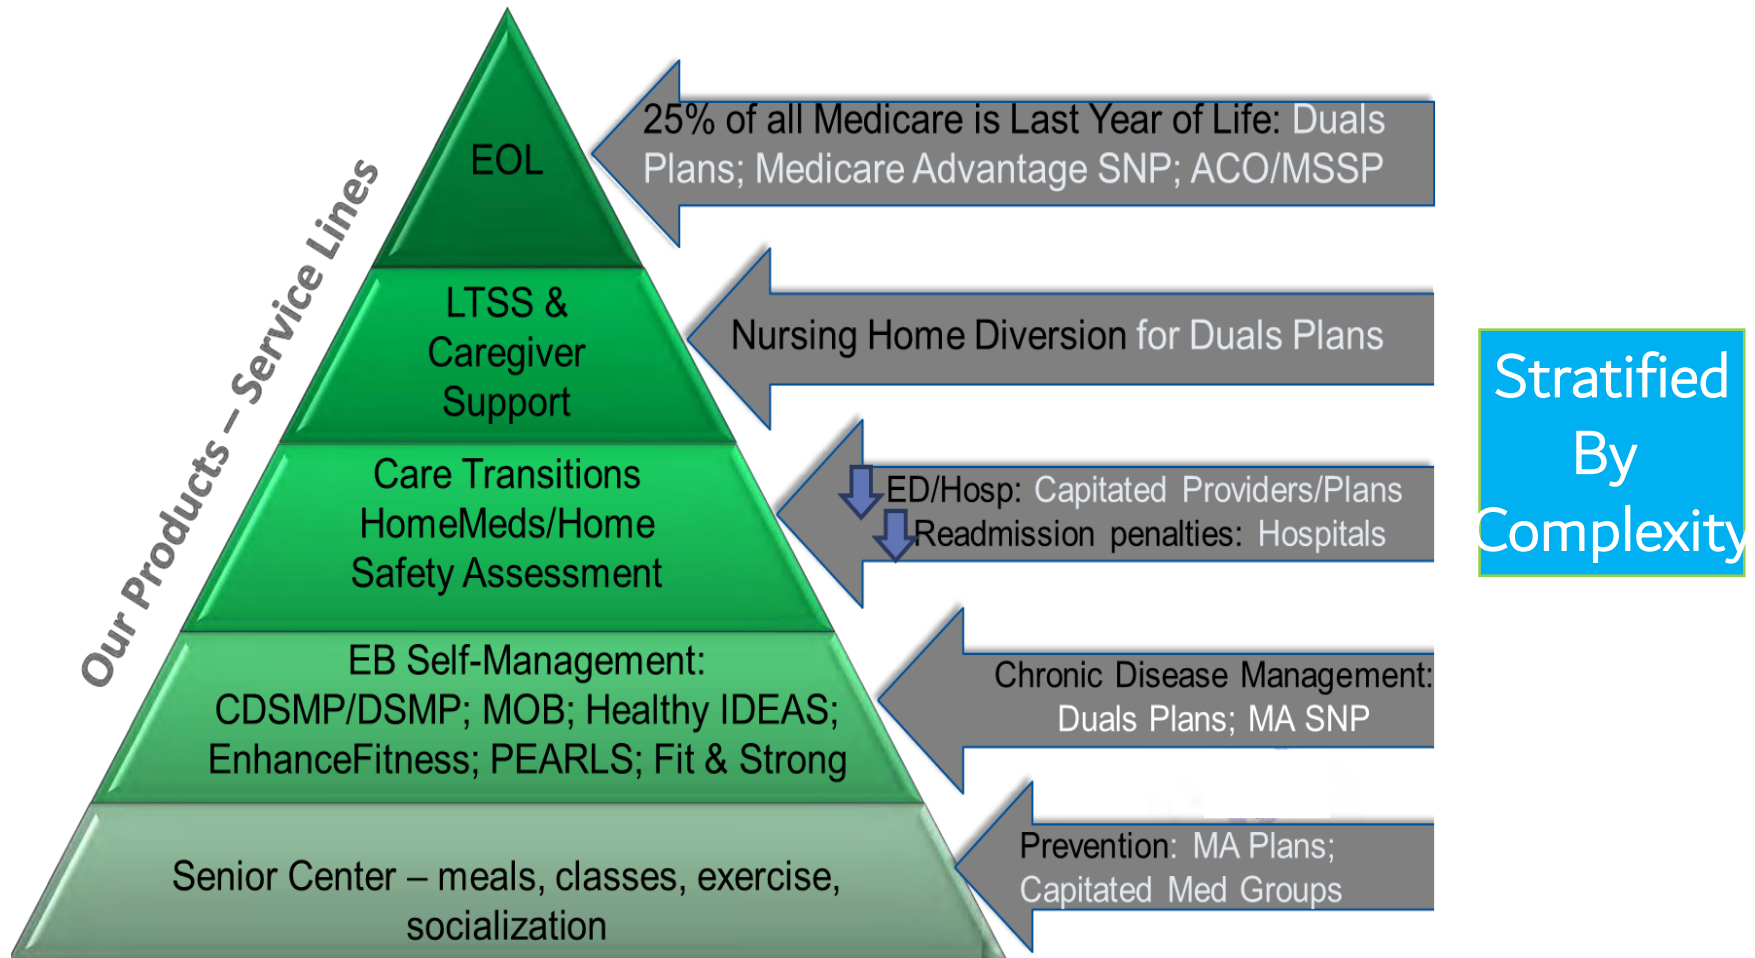 Our Products – Service Lines
EOL
25% of all Medicare is Last Year of Life: Duals
Plans; Medicare Advantage SNP; ACO/MSSP
LTSS &
Caregiver
Support
Nursing Home Diversion for Duals Plans
Care Transitions
HomeMeds/Home
Safety Assessment
ED/Hosp: Capitated Providers/Plans
Readmission penalties: Hospitals
EB Self-Management:
CDSMP/DSMP; MOB; Healthy IDEAS;
EnhanceFitness; PEARLS; Fit & Strong
Chronic Disease Management:
Duals Plans; MA SNP
Senior Center – meals, classes, exercise,
socialization
Prevention: MA Plans;
Capitated Med Groups
Stratified
By
Complexity